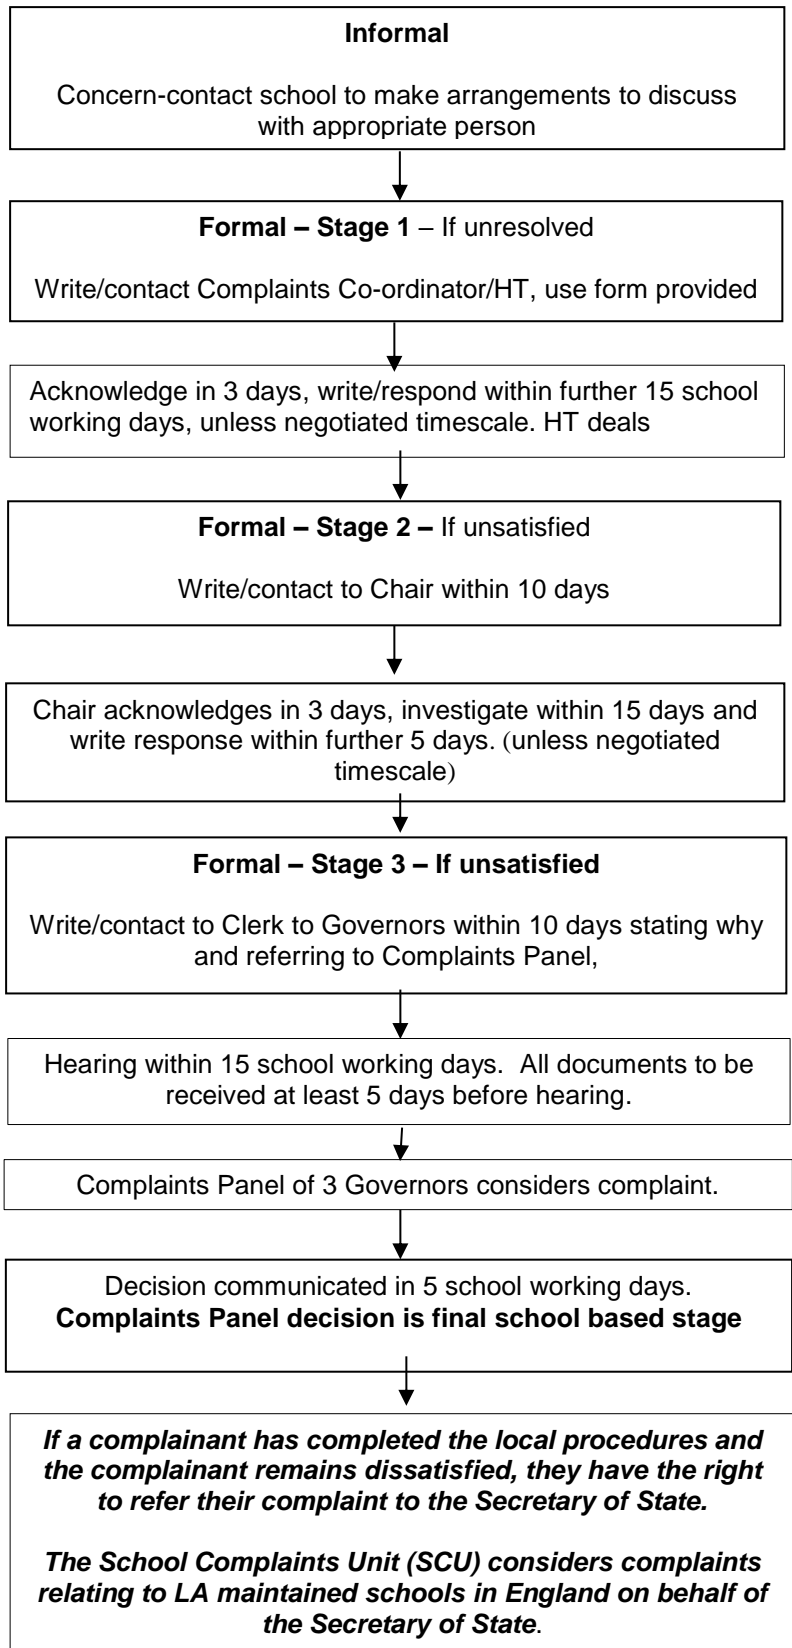 Informal
Concern-contact school to make arrangements to discuss
with appropriate person
Formal – Stage 1 – If unresolved
Write/contact Complaints Co-ordinator/HT, use form provided
Acknowledge in 3 days, write/respond within further 15 school
working days, unless negotiated timescale. HT deals
Formal – Stage 2 – If unsatisfied
Write/contact to Chair within 10 days
Chair acknowledges in 3 days, investigate within 15 days and
write response within further 5 days. (unless negotiated
timescale)
Formal – Stage 3 – If unsatisfied
Write/contact to Clerk to Governors within 10 days stating why
and referring to Complaints Panel,
Hearing within 15 school working days.  All documents to be
received at least 5 days before hearing.
Complaints Panel of 3 Governors considers complaint.
Decision communicated in 5 school working days.
Complaints Panel decision is final school based stage
If a complainant has completed the local procedures and
the complainant remains dissatisfied, they have the right
to refer their complaint to the Secretary of State.
The School Complaints Unit (SCU) considers complaints
relating to LA maintained schools in England on behalf of
the Secretary of State.